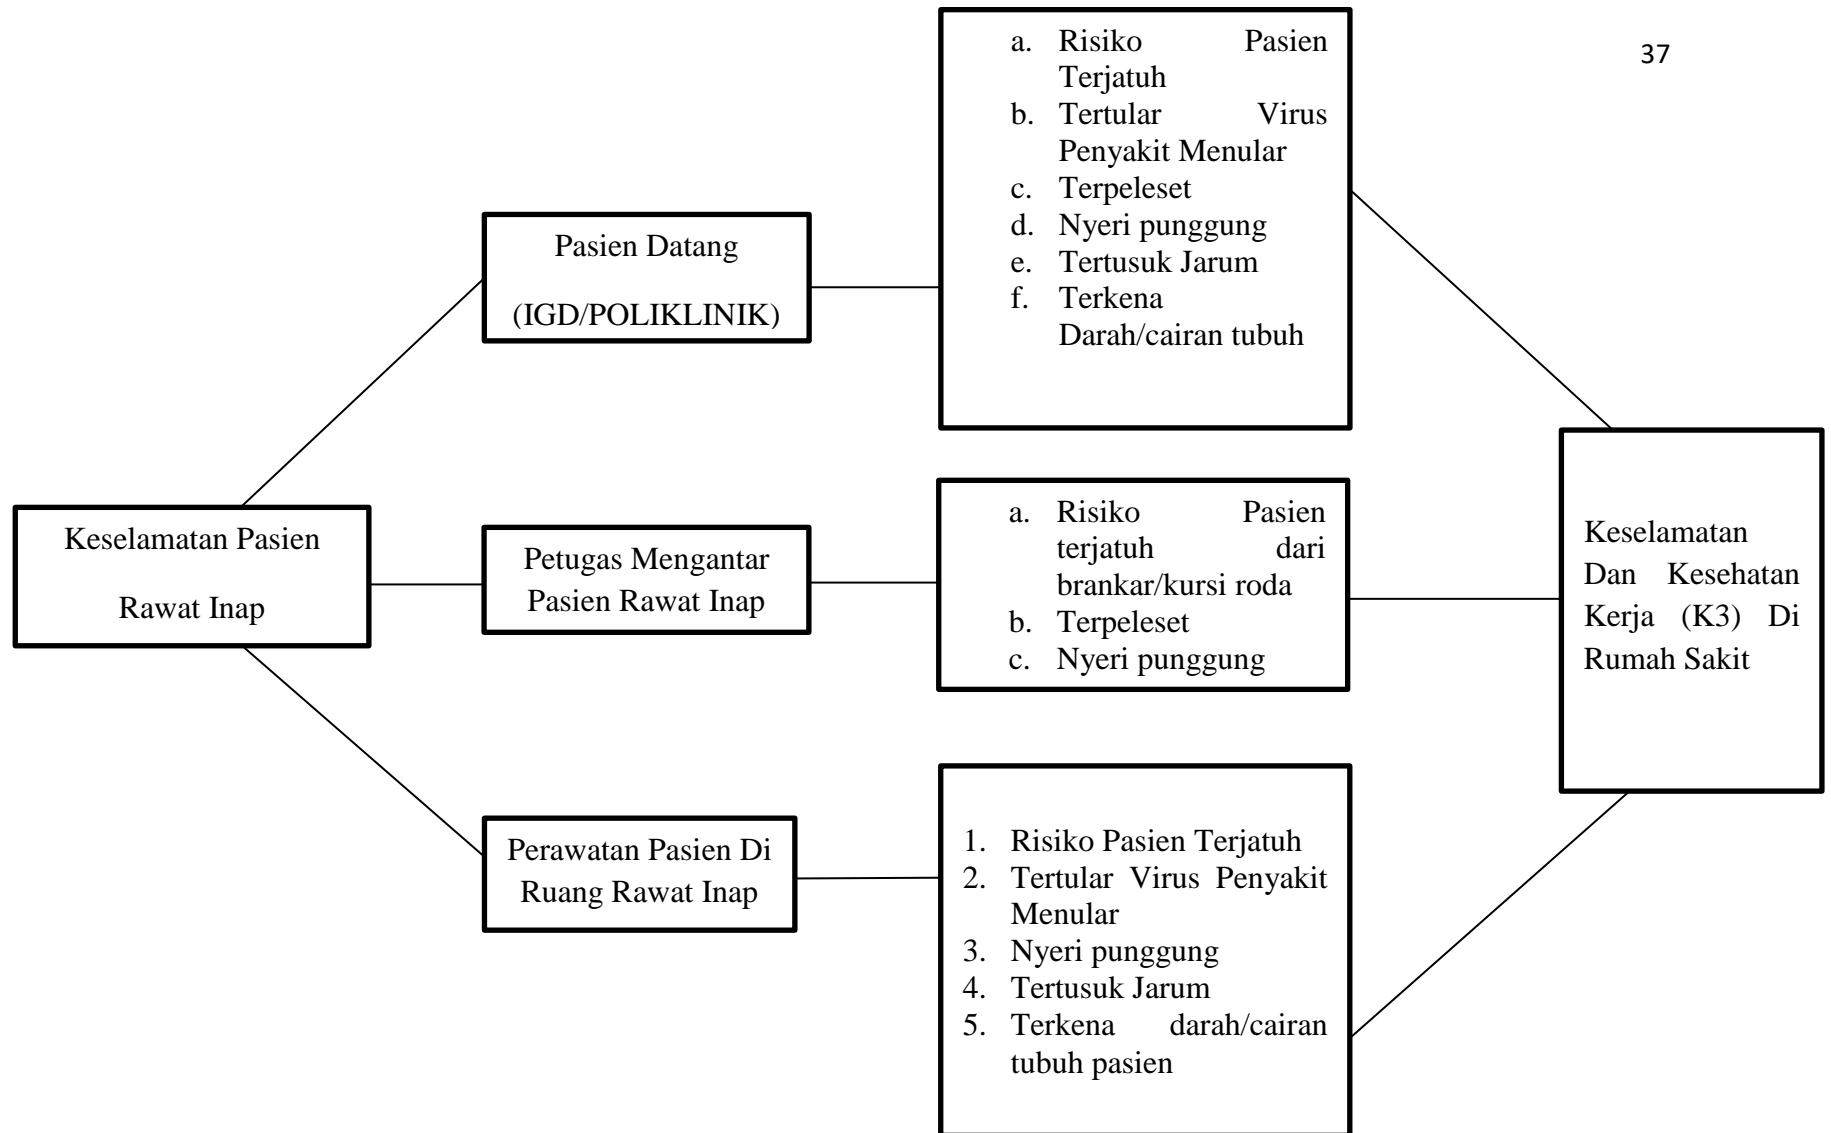 37
Keselamatan Pasien
Rawat Inap
Pasien Datang
(IGD/POLIKLINIK)
a. Risiko Pasien
Terjatuh
b. Tertular Virus
Penyakit Menular
c. Terpeleset
d. Nyeri punggung
e. Tertusuk Jarum
f. Terkena
Darah/cairan tubuh
Petugas Mengantar
Pasien Rawat Inap
a. Risiko Pasien
terjatuh dari
brankar/kursi roda
b. Terpeleset
c. Nyeri punggung
Perawatan Pasien Di
Ruang Rawat Inap
1. Risiko Pasien Terjatuh
2. Tertular Virus Penyakit
Menular
3. Nyeri punggung
4. Tertusuk Jarum
5. Terkena darah/cairan
tubuh pasien
Keselamatan
Dan Kesehatan
Kerja (K3) Di
Rumah Sakit